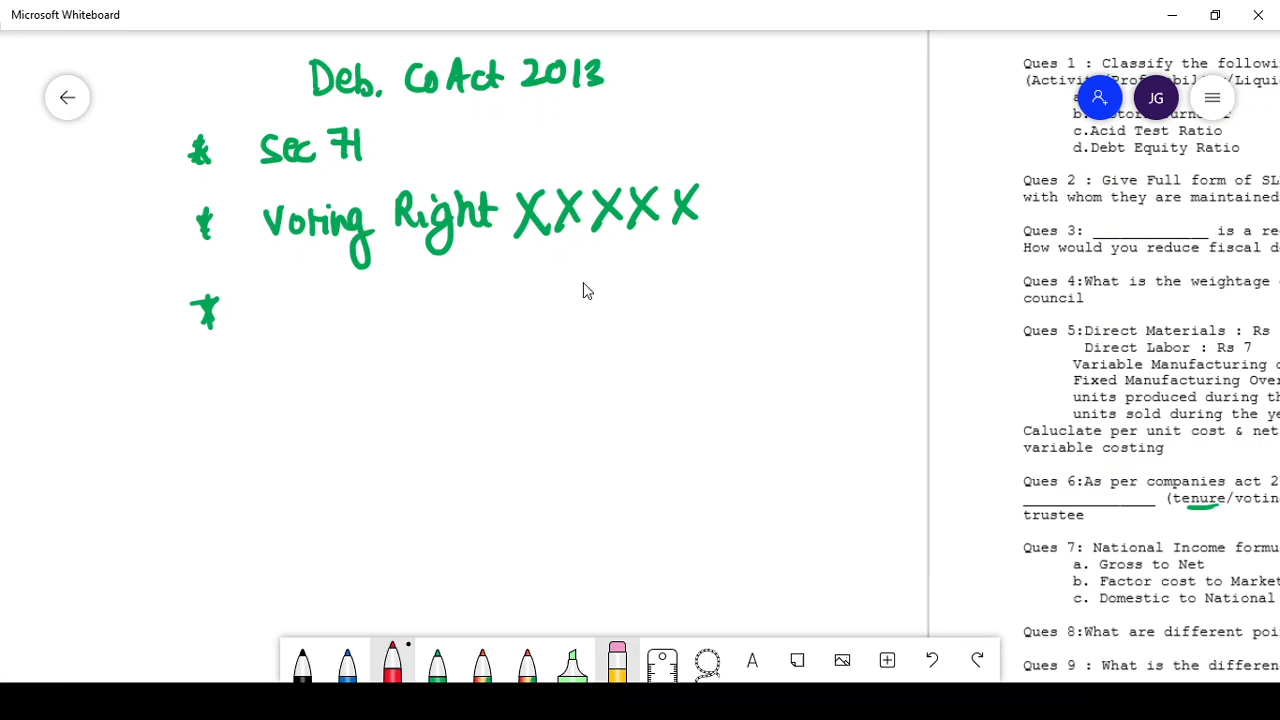 Microsoft Whiteboard
Deb. Co Act 2013
* Sec 71
* Voting Right XXXXX
*
Ques 1 : Classify the followi
c.Acid Test Ratio
d.Debt Equity Ratio
Ques 2 : Give Full form of SL
with whom they are maintained
Ques 3: _____________ is a re
How would you reduce fiscal d
Ques 4:What is the weightage
council
Ques 5:Direct Materials : Rs
Direct Labor : Rs 7
Variable Manufacturing
Fixed Manufacturing Over
units produced during th
units sold during the ye
Caluclate per unit cost & net
variable costing
Ques 6:As per companies act 2
_______________ (tenure/votin
trustee
Ques 7: National Income formu
a. Gross to Net
b. Factor cost to Market
c. Domestic to National
Ques 8:What are different poi
Ques 9 : What is the differen
JG
A